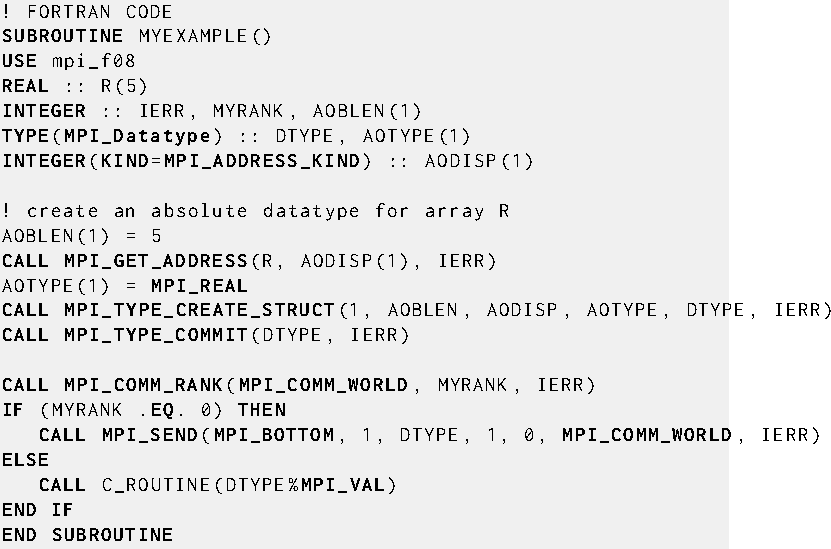 ! FORTRAN CODE
SUBROUTINE MYEXAMPLE()
USE mpi_f08
REAL :: R(5)
INTEGER :: IERR, MYRANK, AOBLEN(1)
TYPE(MPI_Datatype) :: DTYPE, AOTYPE(1)
INTEGER(KIND=MPI_ADDRESS_KIND) :: AODISP(1)

! create an absolute datatype for array R
AOBLEN(1) = 5
CALL MPI_GET_ADDRESS(R, AODISP(1), IERR)
AOTYPE(1) = MPI_REAL
CALL MPI_TYPE_CREATE_STRUCT(1, AOBLEN, AODISP, AOTYPE, DTYPE, IERR)
CALL MPI_TYPE_COMMIT(DTYPE, IERR)

CALL MPI_COMM_RANK(MPI_COMM_WORLD, MYRANK, IERR)
IF (MYRANK .EQ. 0) THEN
   CALL MPI_SEND(MPI_BOTTOM, 1, DTYPE, 1, 0, MPI_COMM_WORLD, IERR)
ELSE
   CALL C_ROUTINE(DTYPE%MPI_VAL)
END IF
END SUBROUTINE